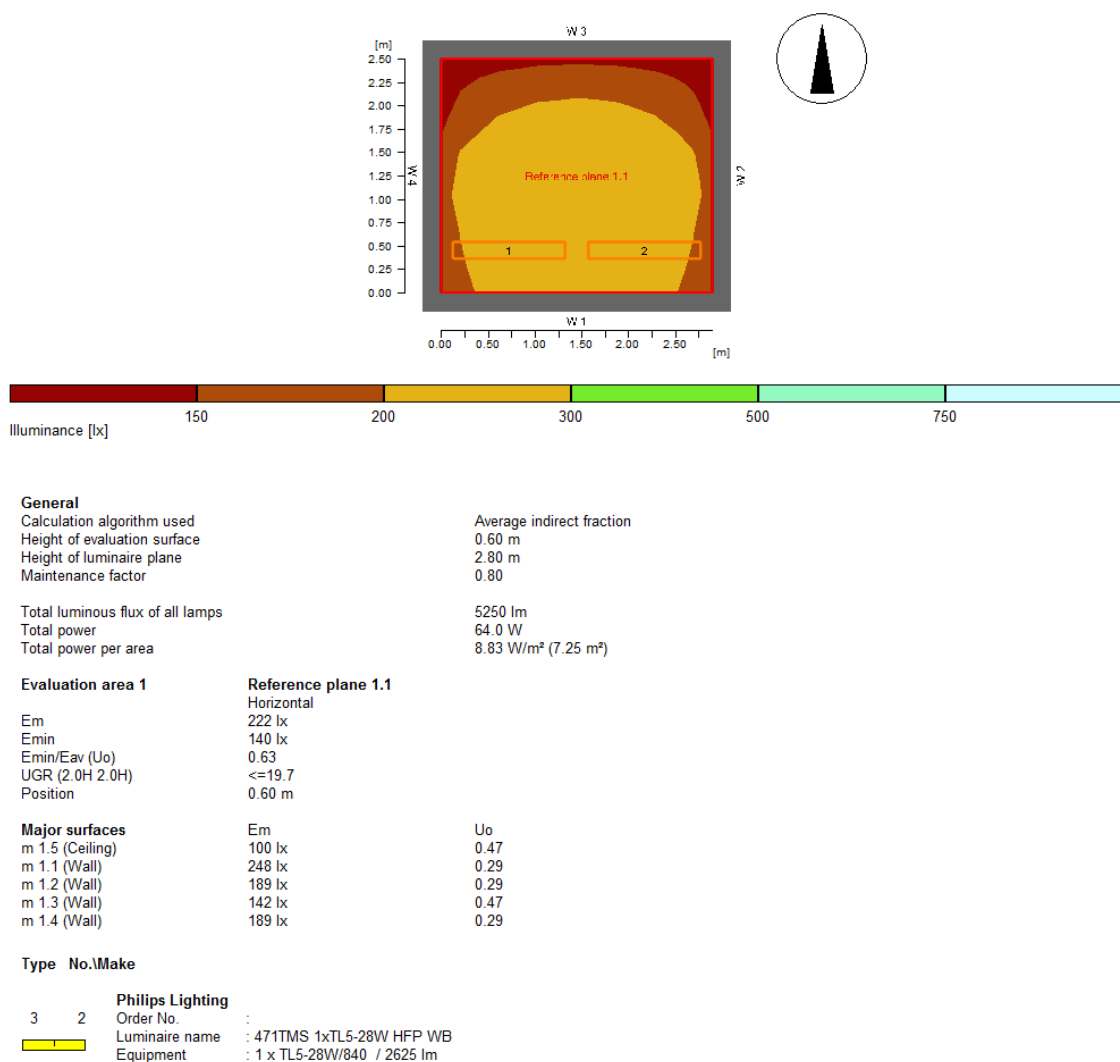 W 3
[m]
2.50
2.25
2.00
1.75
1.50
1.25
1.00
0.75
0.50
0.25
0.00
W 4
Reference plane 1.1
W 2
1 2
W 1
0.00 0.50 1.00 1.50 2.00 2.50
[m]
150 200 300 500 750
Illuminance [lx]
General
Calculation algorithm used Average indirect fraction
Height of evaluation surface 0.60 m
Height of luminaire plane 2.80 m
Maintenance factor 0.80
Total luminous flux of all lamps 5250 lm
Total power 64.0 W
Total power per area 8.83 W/m² (7.25 m²)
Evaluation area 1 Reference plane 1.1
Horizontal
Em 222 lx
Emin 140 lx
Emin/Eav (Uo) 0.63
UGR (2.0H 2.0H) <=19.7
Position 0.60 m
Major surfaces Em Uo
m 1.5 (Ceiling) 100 lx 0.47
m 1.1 (Wall) 248 lx 0.29
m 1.2 (Wall) 189 lx 0.29
m 1.3 (Wall) 142 lx 0.47
m 1.4 (Wall) 189 lx 0.29
Type No.\Make
Philips Lighting
3 2 Order No. :
Luminaire name : 471TMS 1xTL5-28W HFP WB
Equipment : 1 x TL5-28W/840 / 2625 lm